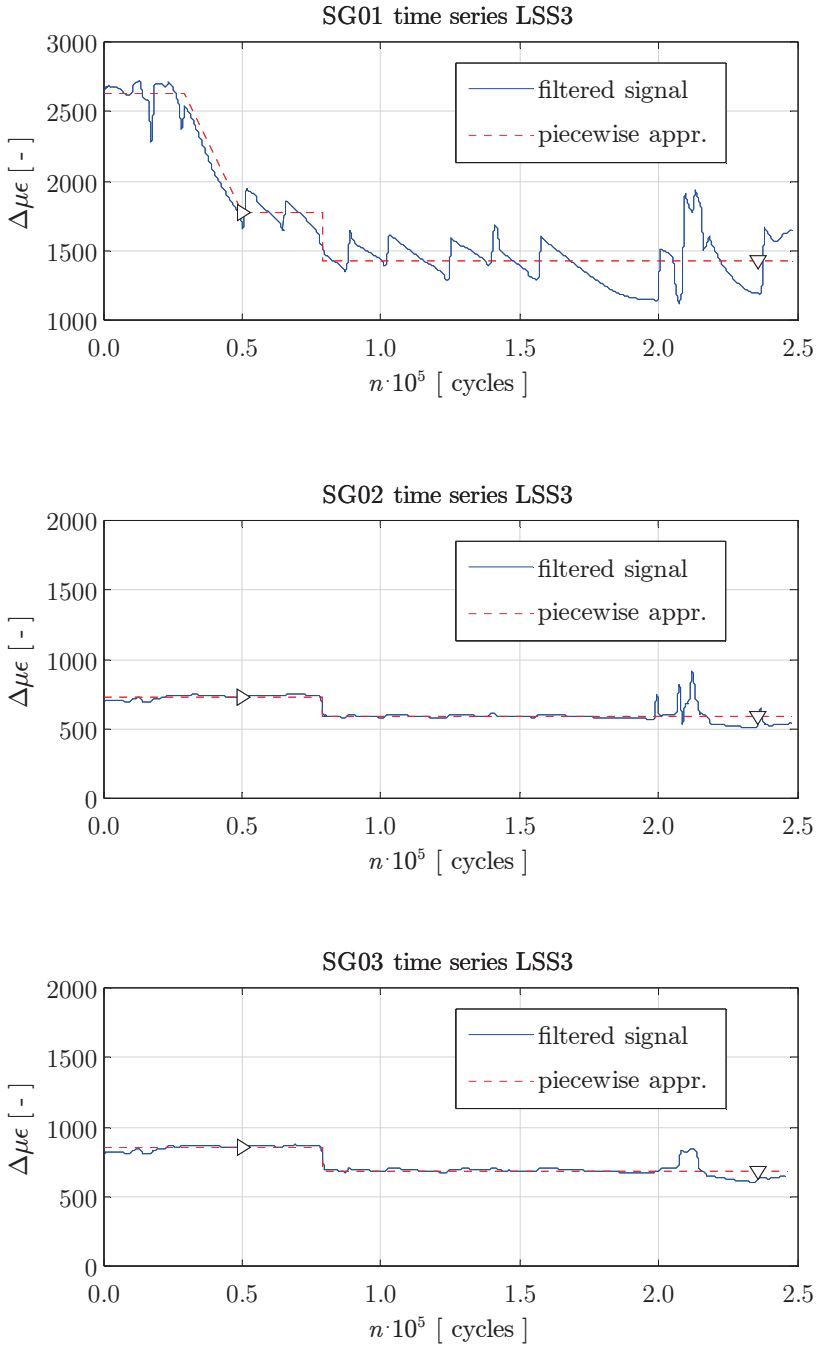 SG01 time series LSS3
3000
2500
2000
1500
1000
Δμϵ [ - ]
filtered signal
piecewise appr.
0.0 0.5 1.0 1.5 2.0 2.5
n·10⁵ [ cycles ]
SG02 time series LSS3
2000
1500
1000
500
0
Δμϵ [ - ]
filtered signal
piecewise appr.
0.0 0.5 1.0 1.5 2.0 2.5
n·10⁵ [ cycles ]
SG03 time series LSS3
2000
1500
1000
500
0
Δμϵ [ - ]
filtered signal
piecewise appr.
0.0 0.5 1.0 1.5 2.0 2.5
n·10⁵ [ cycles ]